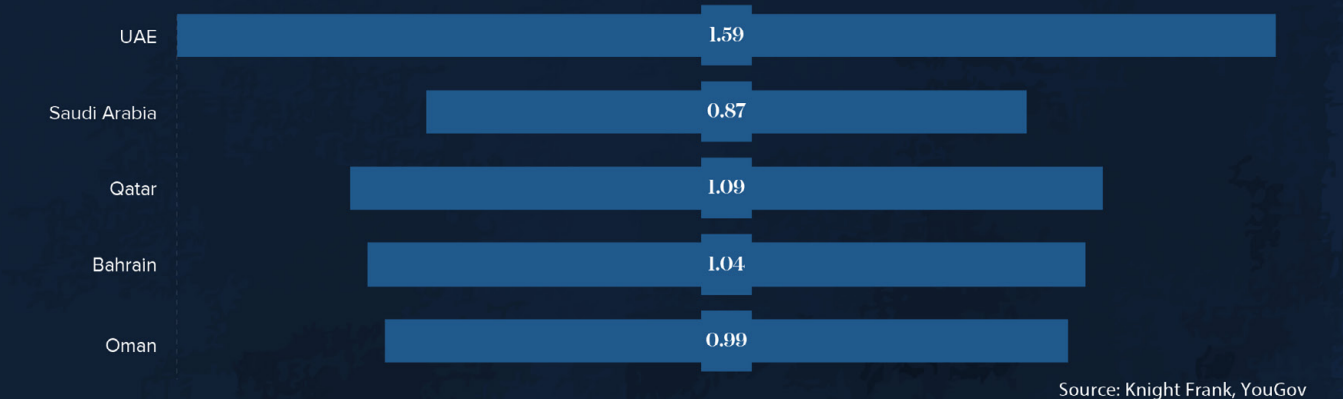 UAE 1.59
Saudi Arabia 0.87
Qatar 1.09
Bahrain 1.04
Oman 0.99
Source: Knight Frank, YouGov